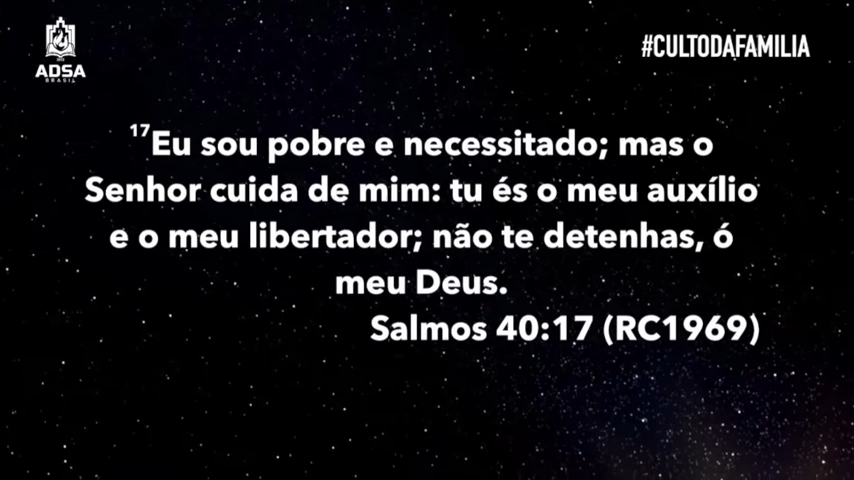 ADSA
BRASIL
#CULTODAFAMILIA
17Eu sou pobre e necessitado; mas o
Senhor cuida de mim: tu és o meu auxílio
e o meu libertador; não te detenhas, ó
meu Deus.
Salmos 40:17 (RC1969)